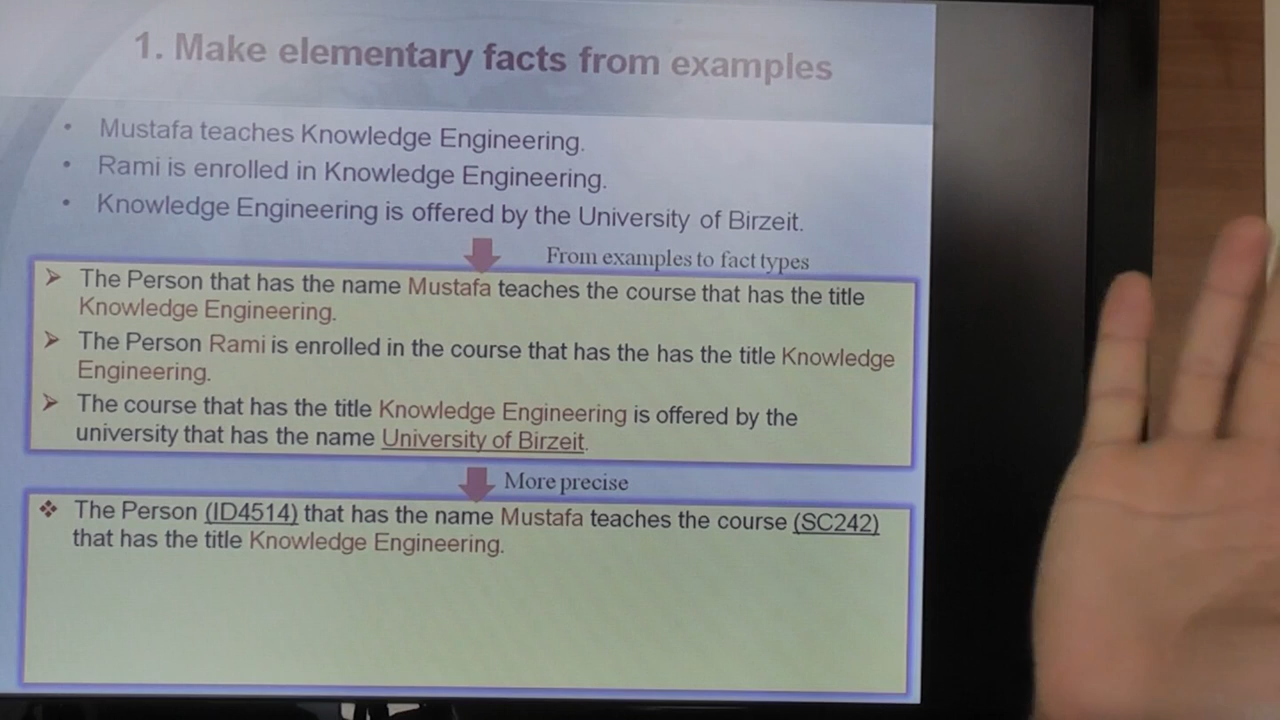 1. Make elementary facts from examples
• Mustafa teaches Knowledge Engineering.
• Rami is enrolled in Knowledge Engineering.
• Knowledge Engineering is offered by the University of Birzeit.
From examples to fact types
➢ The Person that has the name Mustafa teaches the course that has the title
Knowledge Engineering.
➢ The Person Rami is enrolled in the course that has the has the title Knowledge
Engineering.
➢ The course that has the title Knowledge Engineering is offered by the
university that has the name University of Birzeit.
More precise
❖ The Person (ID4514) that has the name Mustafa teaches the course (SC242)
that has the title Knowledge Engineering.